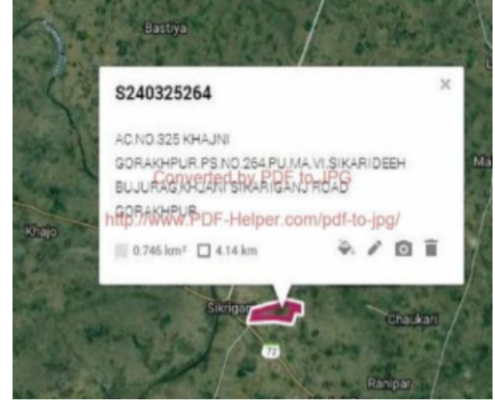 Bastiya
S240325264
AC.NO.325 KHAJNI
GORAKHPUR.PS.NO.264.PU.MA.VI.SIKARIDEEH
Converted by PDF to JPG
BUJURAG,KHJANI SIKARIGANJ ROAD
GORAKHPUR
http://www.PDF-Helper.com/pdf-to-jpg/
Ma
Khajo
0.746 km² 4.14 km
Sikrigan
Chaukari
72
Ranipar